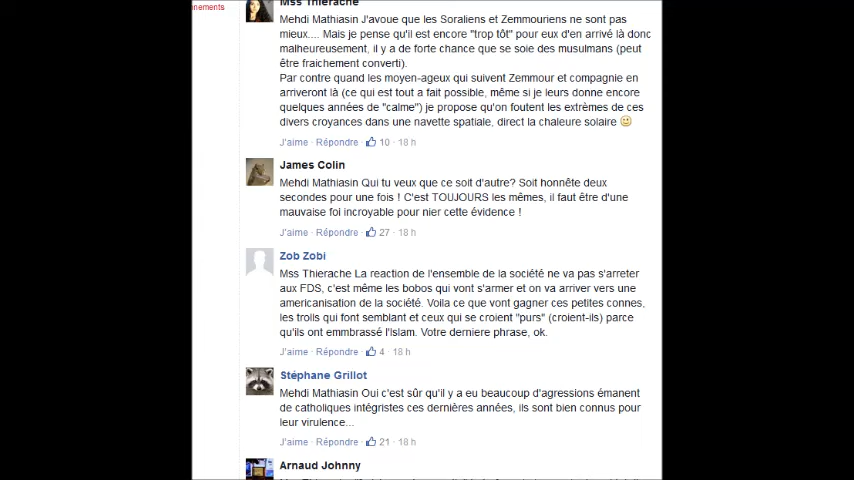 nements
Mss Thierache
Mehdi Mathiasin J'avoue que les Soraliens et Zemmouriens ne sont pas
mieux.... Mais je pense qu'il est encore "trop tôt" pour eux d'en arrivé là donc
malheureusement, il y a de forte chance que se soie des musulmans (peut
être fraichement converti).
Par contre quand les moyen-ageux qui suivent Zemmour et compagnie en
arriveront là (ce qui est tout a fait possible, même si je leurs donne encore
quelques années de "calme") je propose qu'on foutent les extrèmes de ces
divers croyances dans une navette spatiale, direct la chaleure solaire
J'aime · Répondre · 10 · 18 h
James Colin
Mehdi Mathiasin Qui tu veux que ce soit d'autre? Soit honnête deux
secondes pour une fois ! C'est TOUJOURS les mêmes, il faut être d'une
mauvaise foi incroyable pour nier cette évidence !
J'aime · Répondre · 27 · 18 h
Zob Zobi
Mss Thierache La reaction de l'ensemble de la société ne va pas s'arreter
aux FDS, c'est même les bobos qui vont s'armer et on va arriver vers une
americanisation de la société. Voila ce que vont gagner ces petites connes,
les trolls qui font semblant et ceux qui se croient "purs" (croient-ils) parce
qu'ils ont emmbrassé l'Islam. Votre derniere phrase, ok.
J'aime · Répondre · 4 · 18 h
Stéphane Grillot
Mehdi Mathiasin Oui c'est sûr qu'il y a eu beaucoup d'agressions émanent
de catholiques intégristes ces dernières années, ils sont bien connus pour
leur virulence...
J'aime · Répondre · 21 · 18 h
Arnaud Johnny